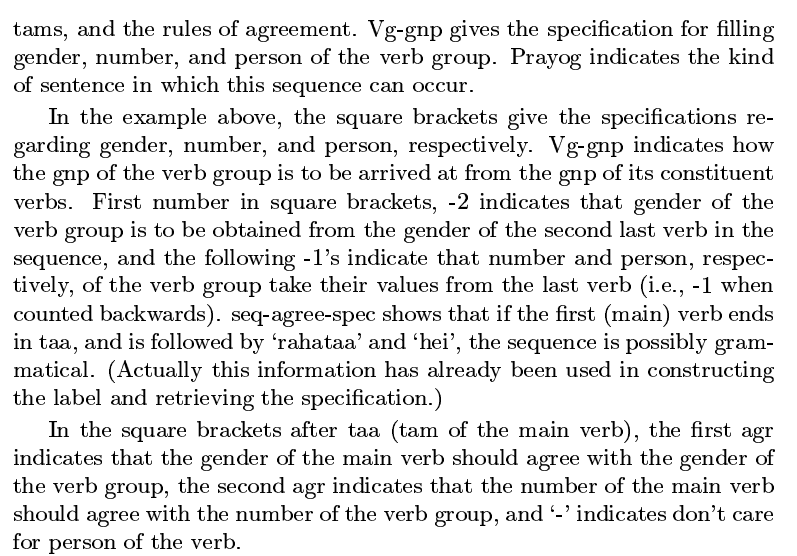 tams, and the rules of agreement. Vg-gnp gives the specification for filling
gender, number, and person of the verb group. Prayog indicates the kind
of sentence in which this sequence can occur.
In the example above, the square brackets give the specifications re-
garding gender, number, and person, respectively. Vg-gnp indicates how
the gnp of the verb group is to be arrived at from the gnp of its constituent
verbs. First number in square brackets, -2 indicates that gender of the
verb group is to be obtained from the gender of the second last verb in the
sequence, and the following -1's indicate that number and person, respec-
tively, of the verb group take their values from the last verb (i.e., -1 when
counted backwards). seq-agree-spec shows that if the first (main) verb ends
in taa, and is followed by ‘rahataa’ and ‘hei’, the sequence is possibly gram-
matical. (Actually this information has already been used in constructing
the label and retrieving the specification.)
In the square brackets after taa (tam of the main verb), the first agr
indicates that the gender of the main verb should agree with the gender of
the verb group, the second agr indicates that the number of the main verb
should agree with the number of the verb group, and ‘-’ indicates don't care
for person of the verb.